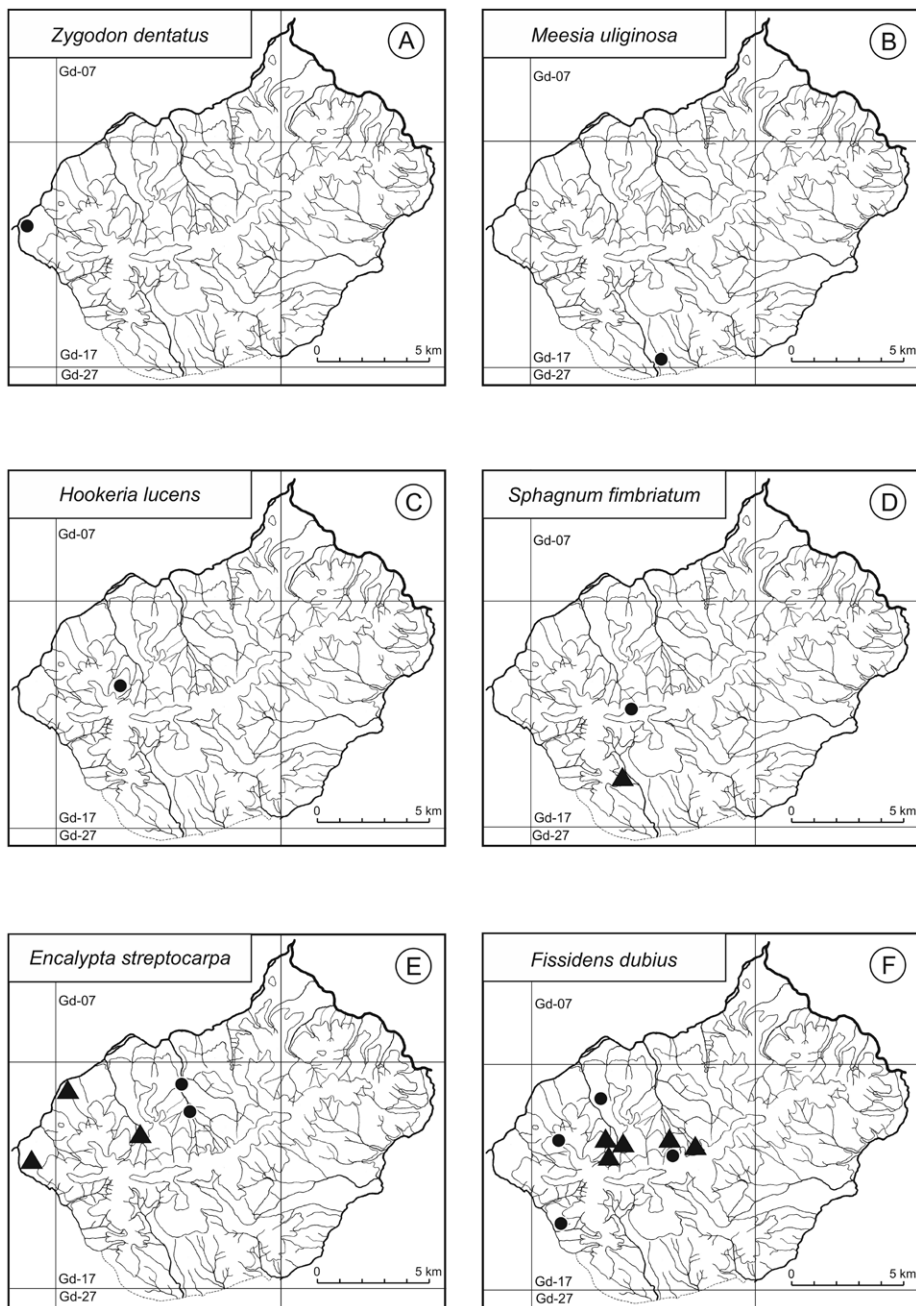 Zygodon dentatus
A
Gd-07
Gd-17
Gd-27
0 5 km
Meesia uliginosa
B
Gd-07
Gd-17
Gd-27
0 5 km
Hookeria lucens
C
Gd-07
Gd-17
Gd-27
0 5 km
Sphagnum fimbriatum
D
Gd-07
Gd-17
Gd-27
0 5 km
Encalypta streptocarpa
E
Gd-07
Gd-17
Gd-27
0 5 km
Fissidens dubius
F
Gd-07
Gd-17
Gd-27
0 5 km